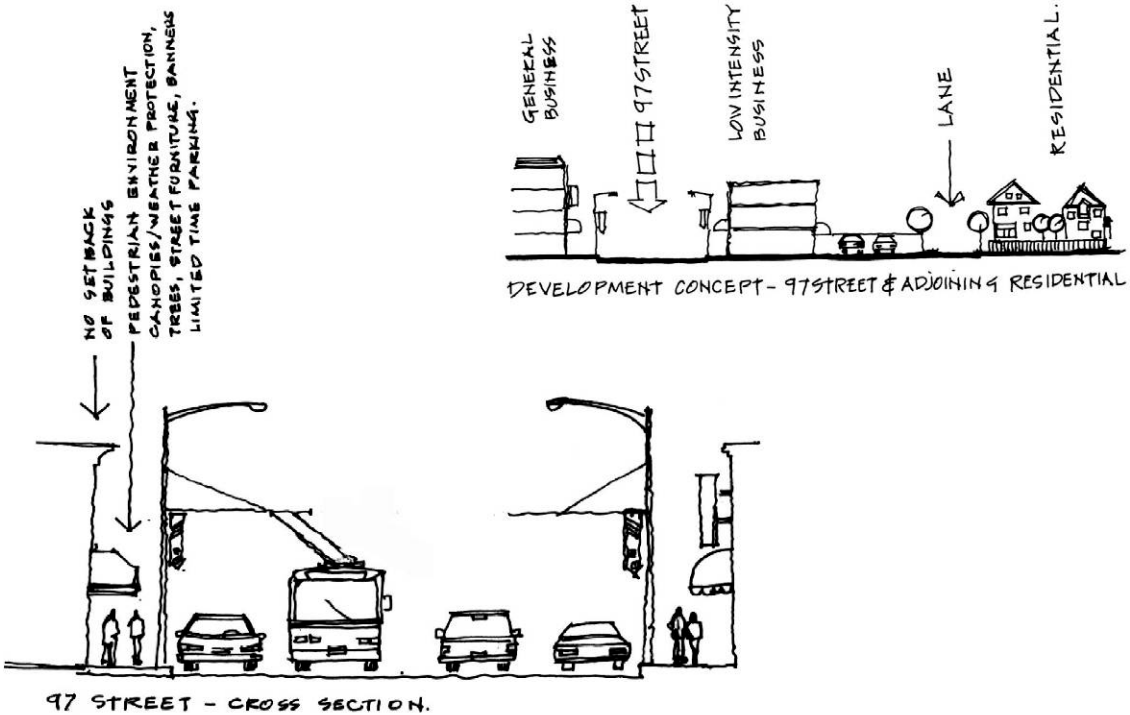 NO SETBACK
OF BUILDINGS
PEDESTRIAN ENVIRONMENT
CANOPIES/WEATHER PROTECTION,
TREES, STREET FURNITURE, BANNERS
LIMITED TIME PARKING.
GENERAL
BUSINESS
97 STREET
LOW INTENSITY
BUSINESS
LANE
RESIDENTIAL.
DEVELOPMENT CONCEPT - 97 STREET & ADJOINING RESIDENTIAL
97 STREET - CROSS SECTION.